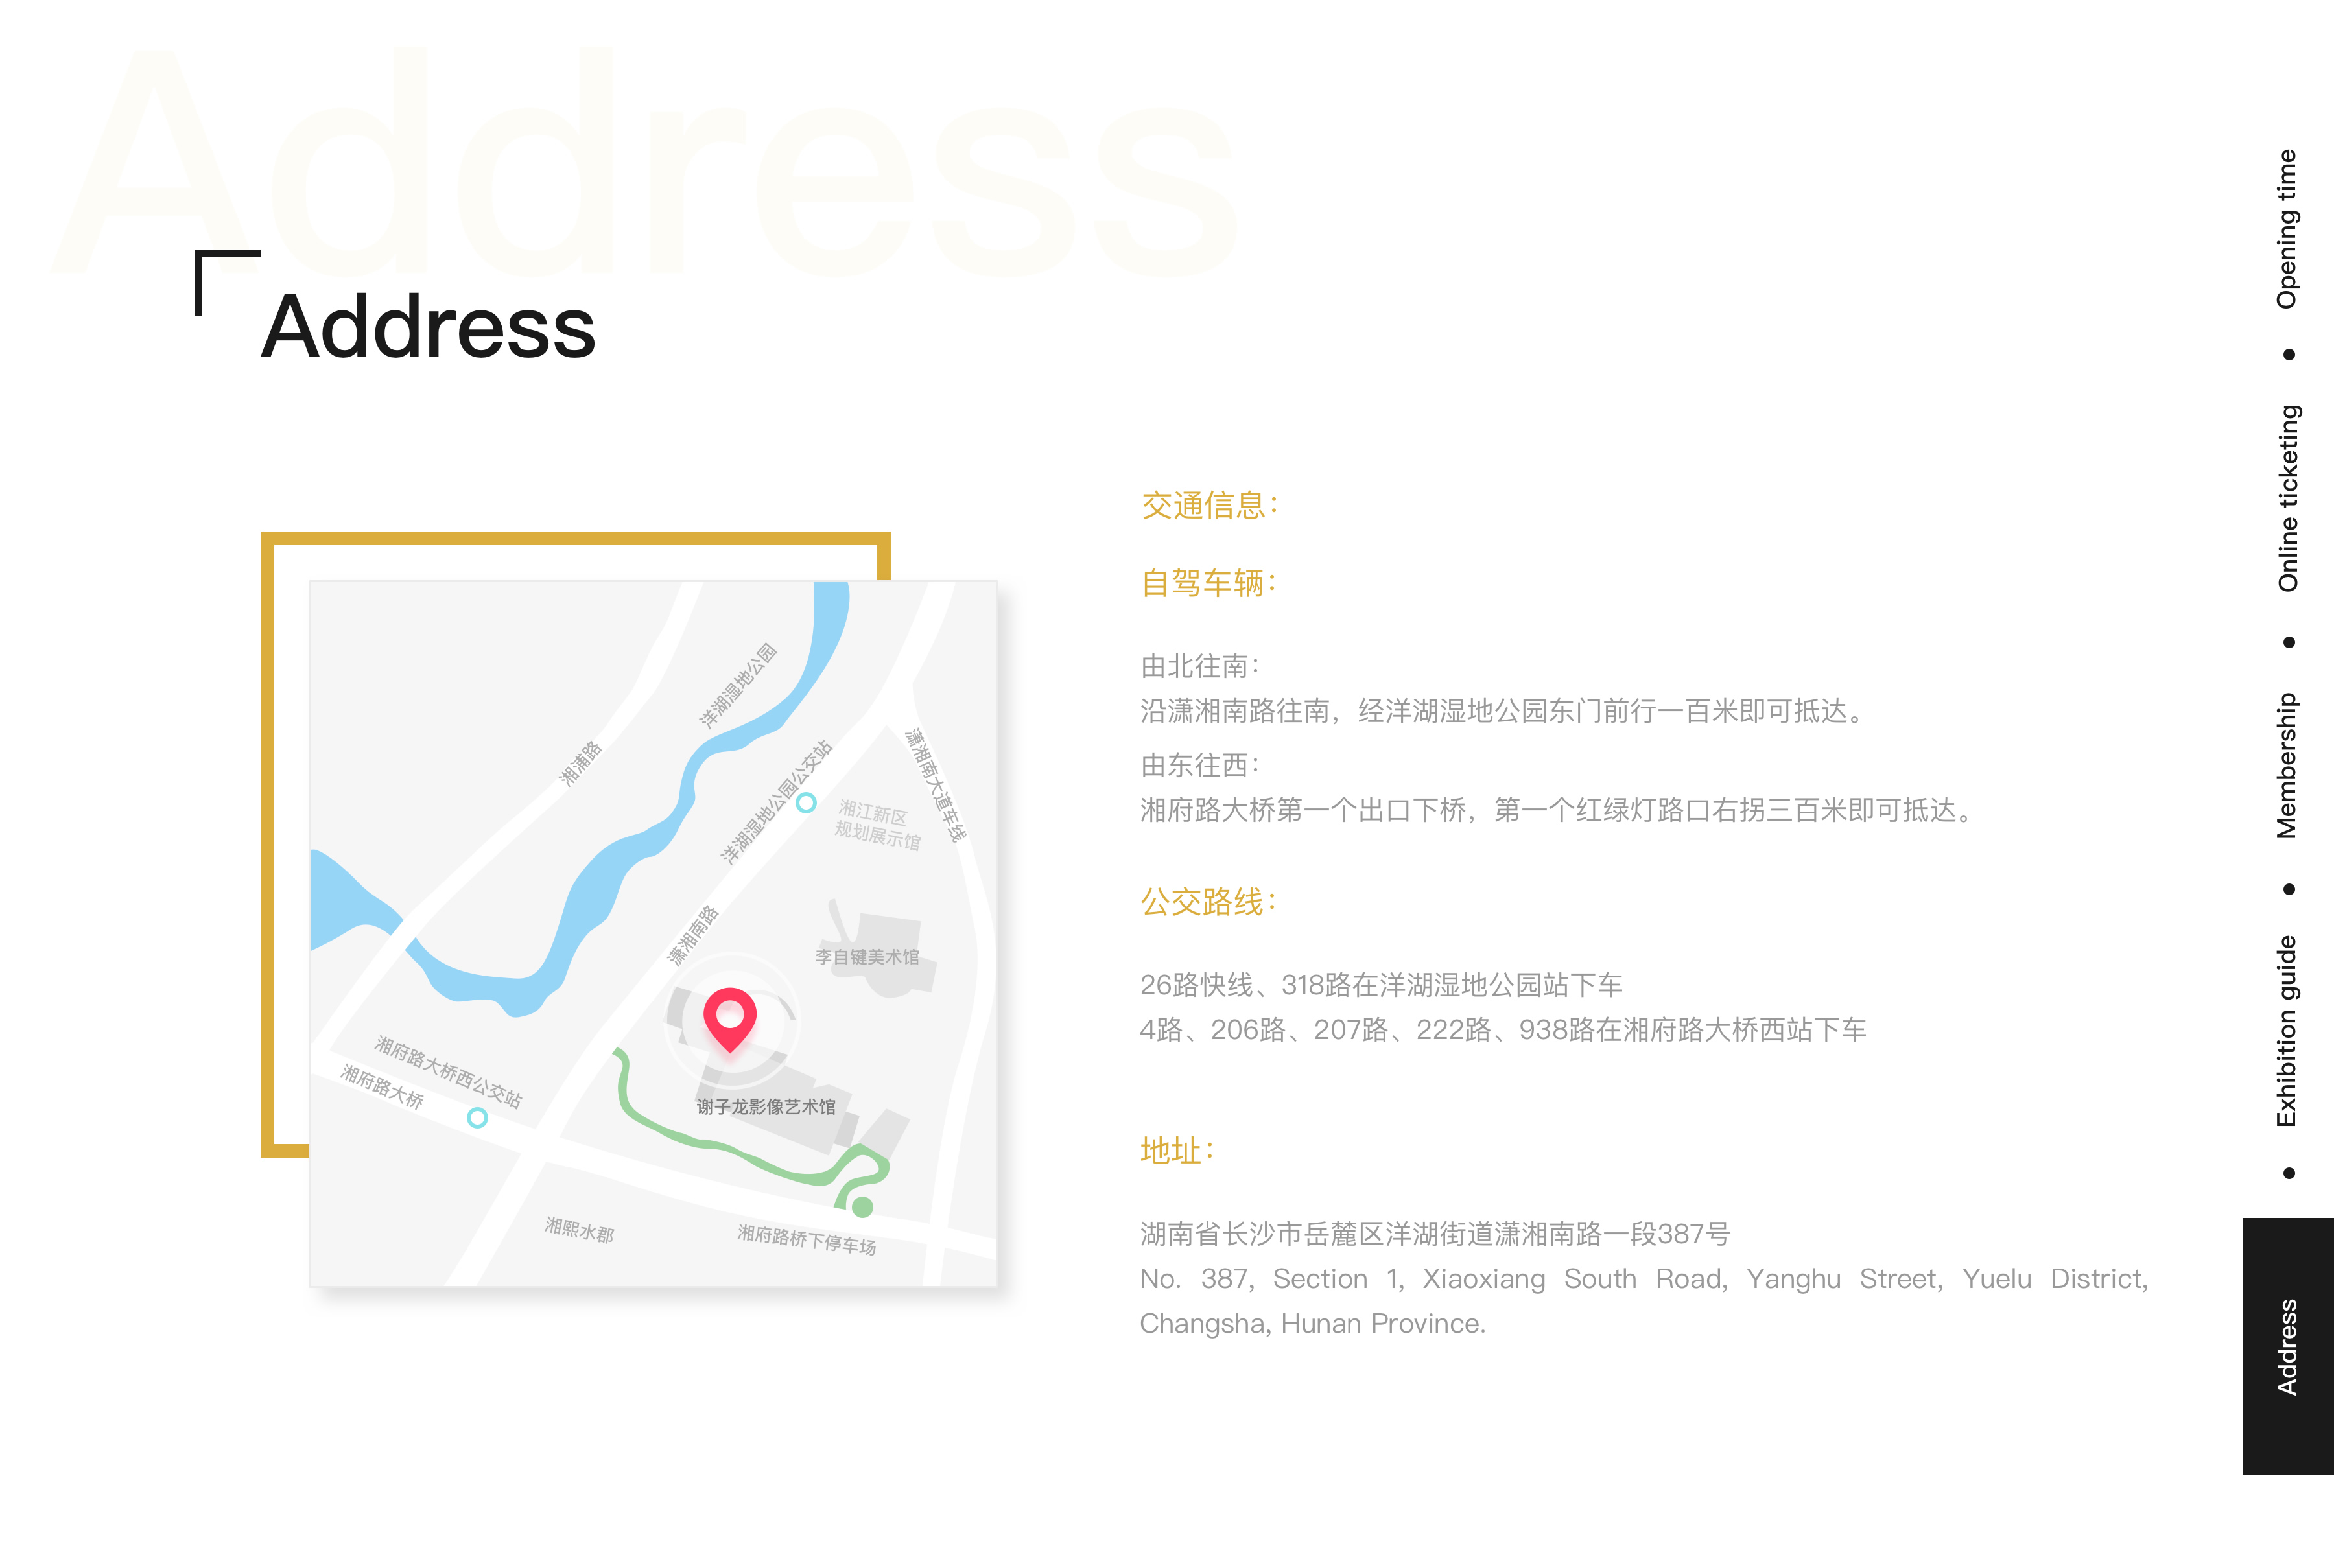 Address
Address
洋湖湿地公园
湘浦路
洋湖湿地公园公交站
潇湘南大道车线
湘江新区
规划展示馆
潇湘南路
李自健美术馆
湘府路大桥西公交站
湘府路大桥
谢子龙影像艺术馆
湘熙水郡
湘府路桥下停车场
交通信息：
自驾车辆：
由北往南：
沿潇湘南路往南，经洋湖湿地公园东门前行一百米即可抵达。
由东往西：
湘府路大桥第一个出口下桥，第一个红绿灯路口右拐三百米即可抵达。
公交路线：
26路快线、318路在洋湖湿地公园站下车
4路、206路、207路、222路、938路在湘府路大桥西站下车
地址：
湖南省长沙市岳麓区洋湖街道潇湘南路一段387号
No. 387, Section 1, Xiaoxiang South Road, Yanghu Street, Yuelu District,
Changsha, Hunan Province.
Opening time
Online ticketing
Membership
Exhibition guide
Address